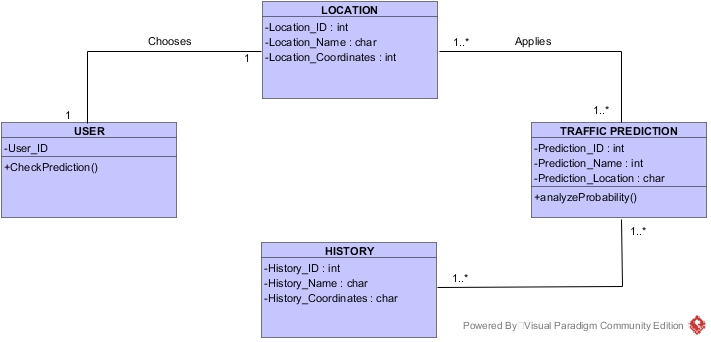 LOCATION
-Location_ID : int
-Location_Name : char
-Location_Coordinates : int
Chooses
1
1
1..*
Applies
1..*
USER
-User_ID
+CheckPrediction()
TRAFFIC PREDICTION
-Prediction_ID : int
-Prediction_Name : int
-Prediction_Location : char
+analyzeProbability()
1..*
HISTORY
-History_ID : int
-History_Name : char
-History_Coordinates : char
1..*
Powered By Visual Paradigm Community Edition